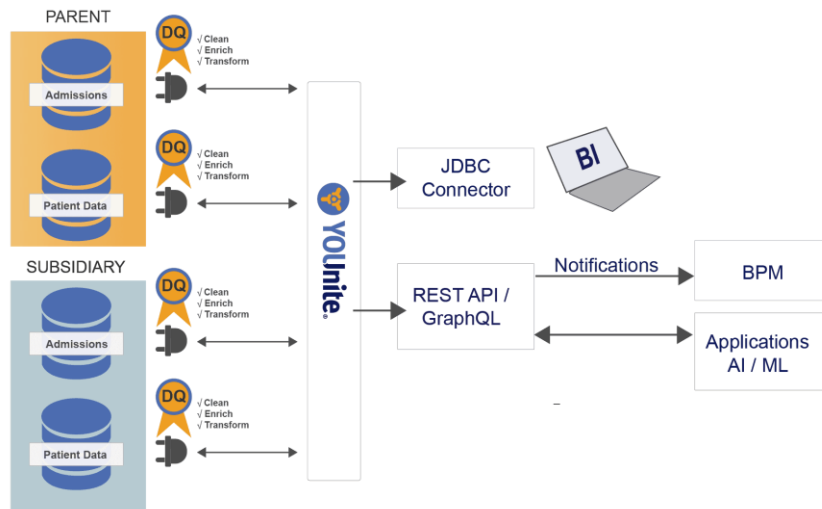 PARENT
DQ
√ Clean
√ Enrich
√ Transform
Admissions
DQ
√ Clean
√ Enrich
√ Transform
Patient Data
SUBSIDIARY
DQ
√ Clean
√ Enrich
√ Transform
Admissions
DQ
√ Clean
√ Enrich
√ Transform
Patient Data
YOUnite®
JDBC
Connector
BI
REST API /
GraphQL
Notifications
BPM
Applications
AI / ML